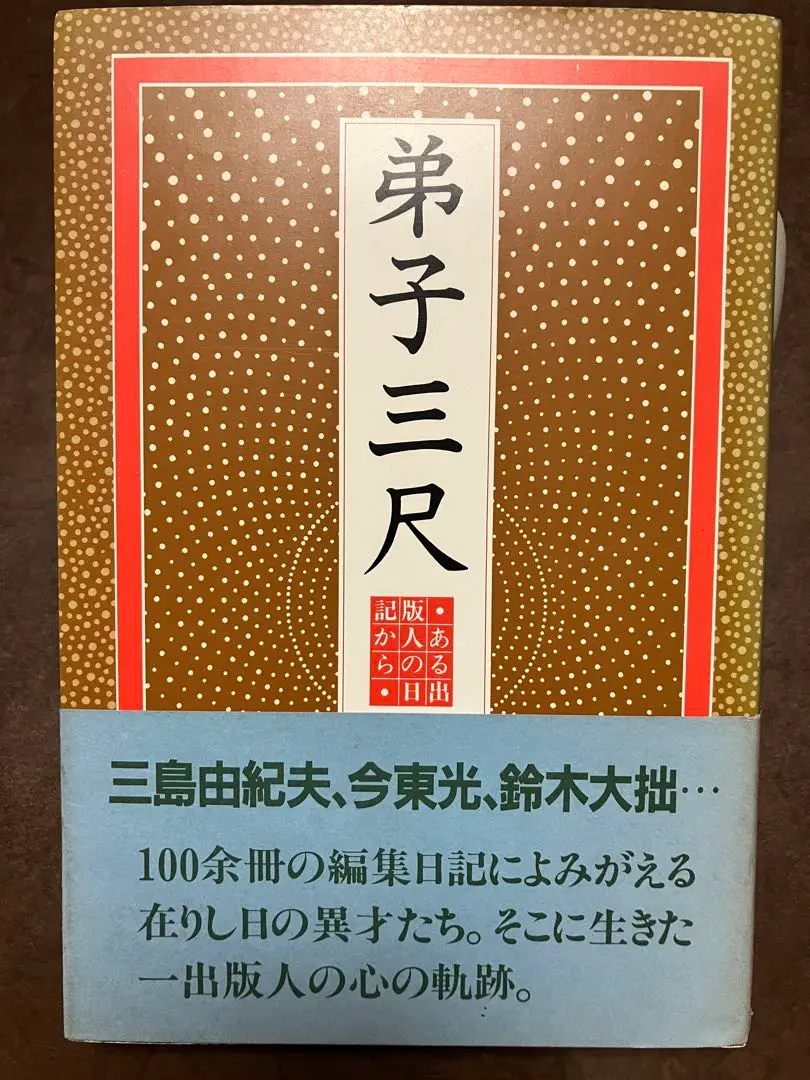 弟子三尺
・ある出
版人の日
記から・
三島由紀夫、今東光、鈴木大拙…
100余冊の編集日記によみがえる
在りし日の異才たち。そこに生きた
一出版人の心の軌跡。